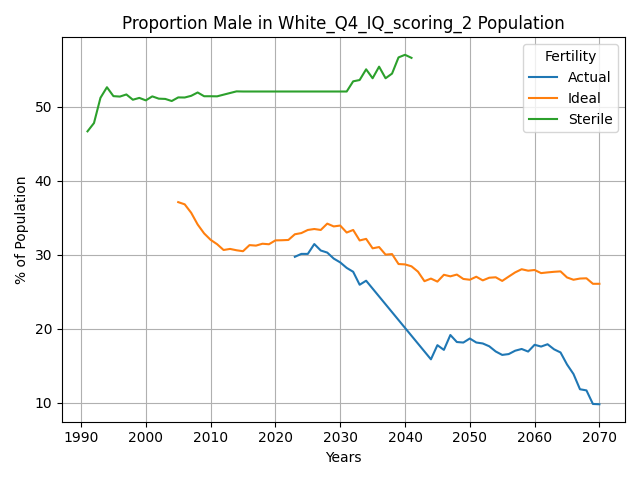 Proportion Male in White_Q4_IQ_scoring_2 Population
Fertility
Actual
Ideal
Sterile
% of Population
50
40
30
20
10
1990 2000 2010 2020 2030 2040 2050 2060 2070
Years